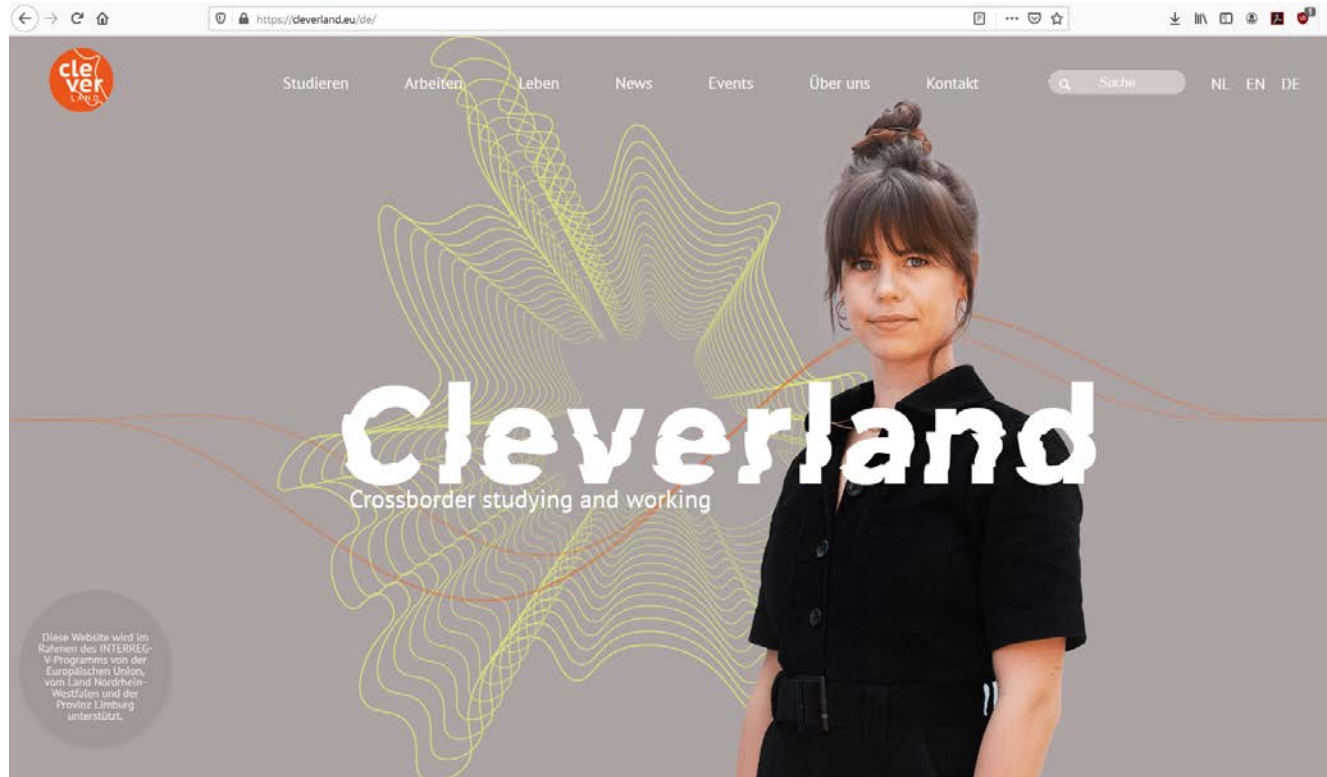 https://cleverland.eu/de/
cle
ver
LAND
Studieren Arbeiten Leben News Events Über uns Kontakt Suche NL EN DE
Cleverland
Crossborder studying and working
Diese Website wird im
Rahmen des INTERREG-
V-Programms von der
Europäischen Union,
vom Land Nordrhein-
Westfalen und der
Provinz Limburg
unterstützt.